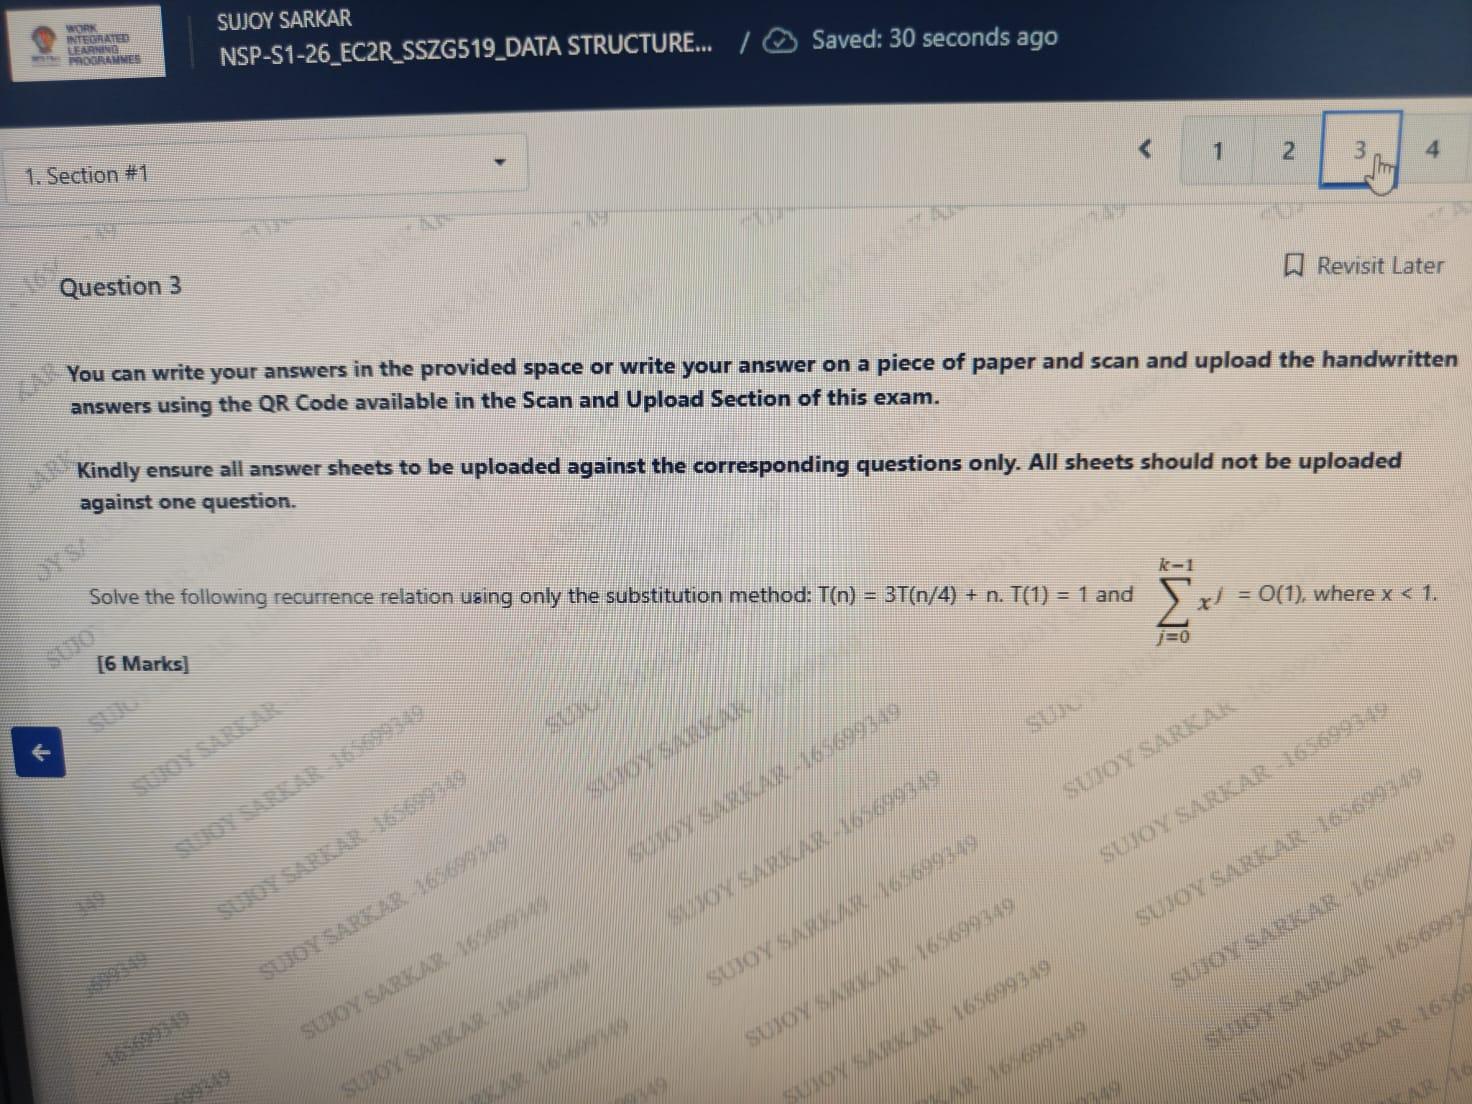 WORK
INTEGRATED
LEARNING
PROGRAMMES
SUJOY SARKAR
NSP-S1-26_EC2R_SSZG519_DATA STRUCTURE... / Saved: 30 seconds ago
1. Section #1
1 2 3 4
Question 3
Revisit Later
You can write your answers in the provided space or write your answer on a piece of paper and scan and upload the handwritten
answers using the QR Code available in the Scan and Upload Section of this exam.
Kindly ensure all answer sheets to be uploaded against the corresponding questions only. All sheets should not be uploaded
against one question.
Solve the following recurrence relation using only the substitution method: T(n) = 3T(n/4) + n. T(1) = 1 and ∑_{j=0}^{k-1} x^j = O(1), where x < 1.
[6 Marks]
SUJOY SARKAR -165699349